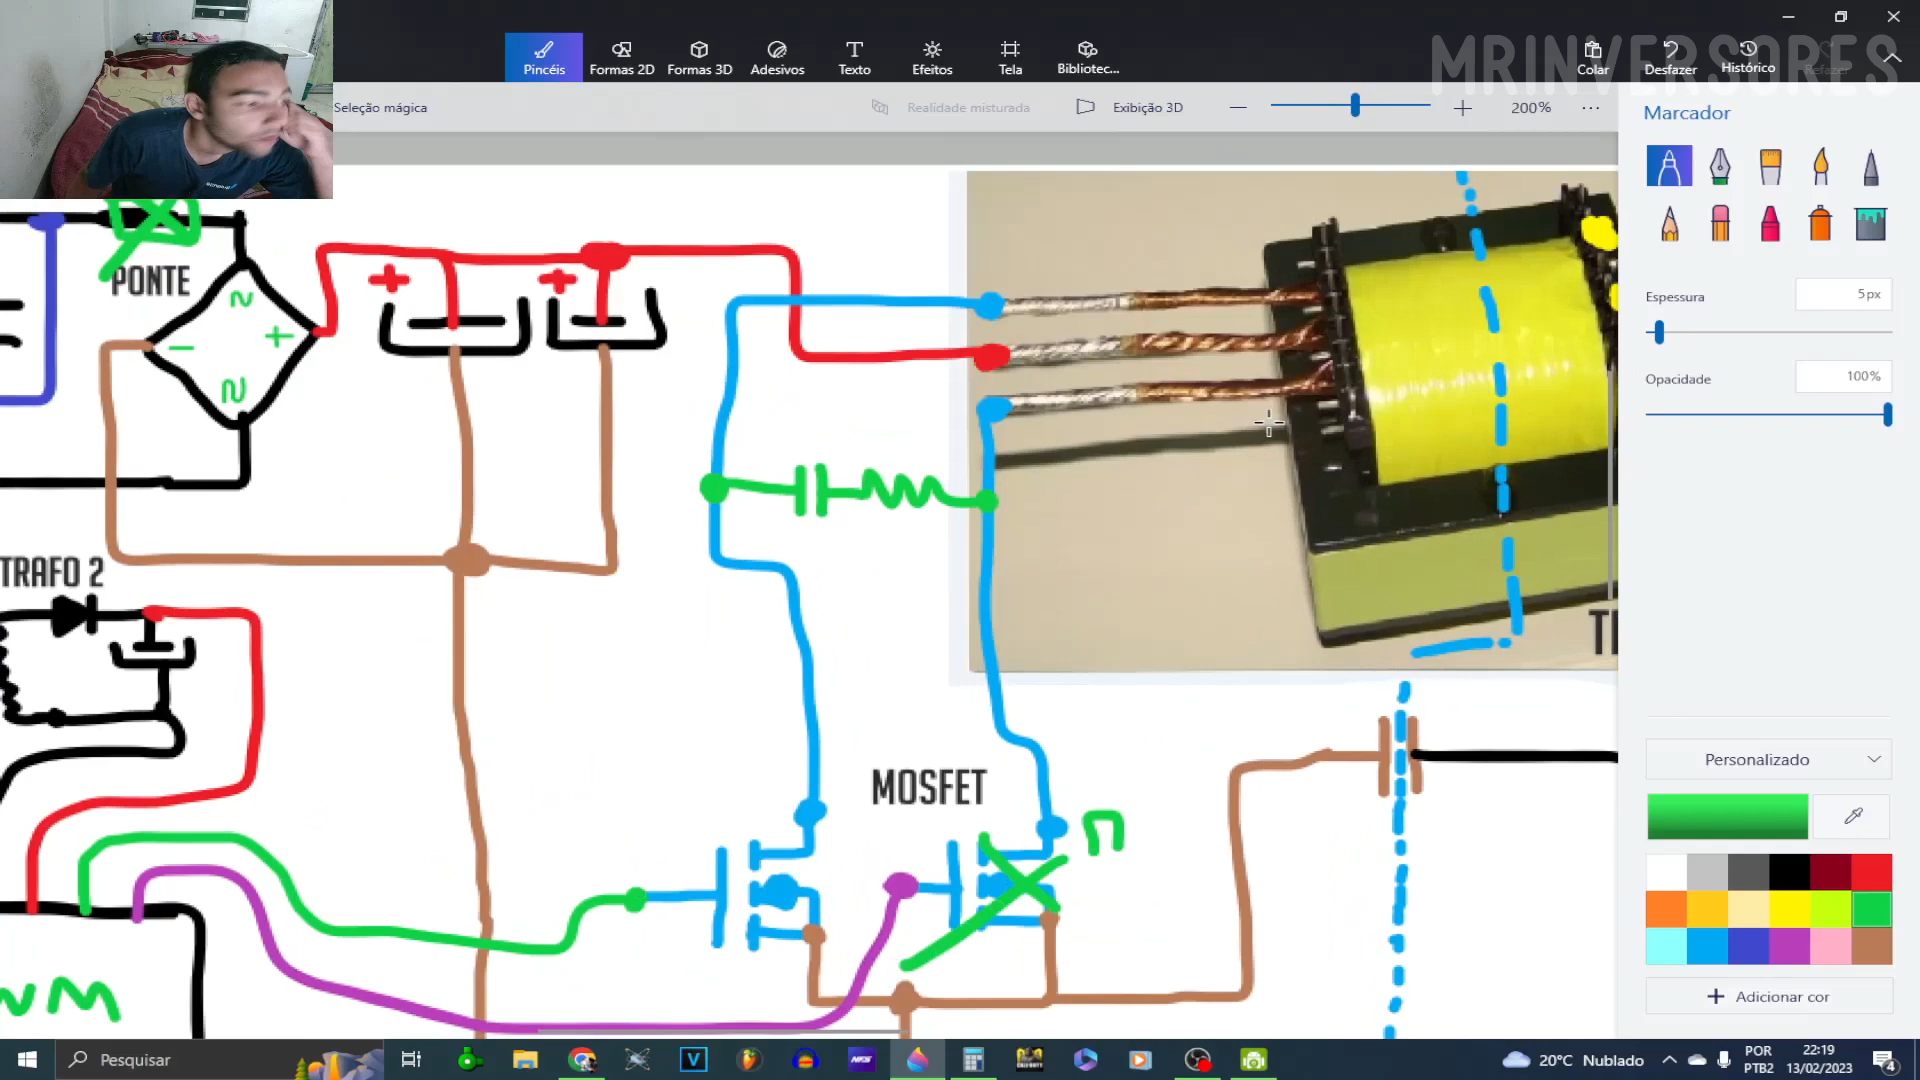 MRINVERSORES
Pincéis
Formas 2D
Formas 3D
Adesivos
Texto
Efeitos
Tela
Bibliotec...
Colar
Desfazer
Histórico
Refazer
Seleção mágica
Realidade misturada
Exibição 3D
200%
Marcador
Espessura
5px
Opacidade
100%
Personalizado
Adicionar cor
PONTE
~
+
−
~
+
+
TRAFO 2
MOSFET
Pesquisar
20°C Nublado
POR
PTB2
22:19
13/02/2023
4